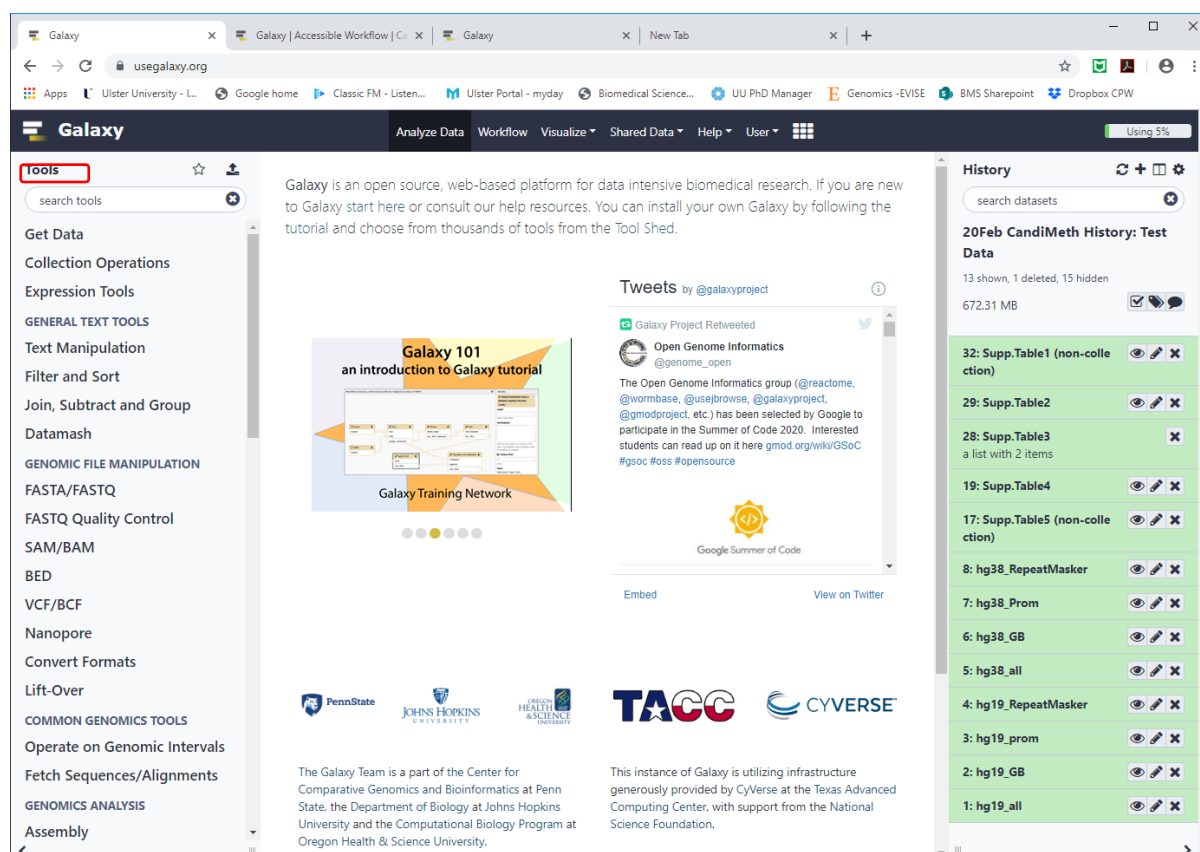 Galaxy
Galaxy | Accessible Workflow | Ca
Galaxy
New Tab
usegalaxy.org
Apps
Ulster University - I...
Google home
Classic FM - Listen...
Ulster Portal - myday
Biomedical Science...
UU PhD Manager
Genomics -EVISE
BMS Sharepoint
Dropbox CPW
Galaxy
Analyze Data
Workflow
Visualize
Shared Data
Help
User
Using 5%
Tools
search tools
Get Data
Collection Operations
Expression Tools
GENERAL TEXT TOOLS
Text Manipulation
Filter and Sort
Join, Subtract and Group
Datamash
GENOMIC FILE MANIPULATION
FASTA/FASTQ
FASTQ Quality Control
SAM/BAM
BED
VCF/BCF
Nanopore
Convert Formats
Lift-Over
COMMON GENOMICS TOOLS
Operate on Genomic Intervals
Fetch Sequences/Alignments
GENOMICS ANALYSIS
Assembly
Galaxy is an open source, web-based platform for data intensive biomedical research. If you are new
to Galaxy start here or consult our help resources. You can install your own Galaxy by following the
tutorial and choose from thousands of tools from the Tool Shed.
Galaxy 101
an introduction to Galaxy tutorial
Galaxy Training Network
Tweets by @galaxyproject
Galaxy Project Retweeted
Open Genome Informatics
@genome_open
The Open Genome Informatics group (@reactome,
@wormbase, @usejbrowse, @galaxyproject,
@gmodproject, etc.) has been selected by Google to
participate in the Summer of Code 2020. Interested
students can read up on it here gmod.org/wiki/GSoC
#gsoc #oss #opensource
Google Summer of Code
Embed
View on Twitter
PennState
JOHNS HOPKINS
UNIVERSITY
OREGON
HEALTH
&SCIENCE
UNIVERSITY
TACC
CYVERSE
The Galaxy Team is a part of the Center for
Comparative Genomics and Bioinformatics at Penn
State, the Department of Biology at Johns Hopkins
University and the Computational Biology Program at
Oregon Health & Science University.
This instance of Galaxy is utilizing infrastructure
generously provided by CyVerse at the Texas Advanced
Computing Center, with support from the National
Science Foundation.
History
search datasets
20Feb CandiMeth History: Test
Data
13 shown, 1 deleted, 15 hidden
672.31 MB
32: Supp.Table1 (non-colle
ction)
29: Supp.Table2
28: Supp.Table3
a list with 2 items
19: Supp.Table4
17: Supp.Table5 (non-colle
ction)
8: hg38_RepeatMasker
7: hg38_Prom
6: hg38_GB
5: hg38_all
4: hg19_RepeatMasker
3: hg19_prom
2: hg19_GB
1: hg19_all